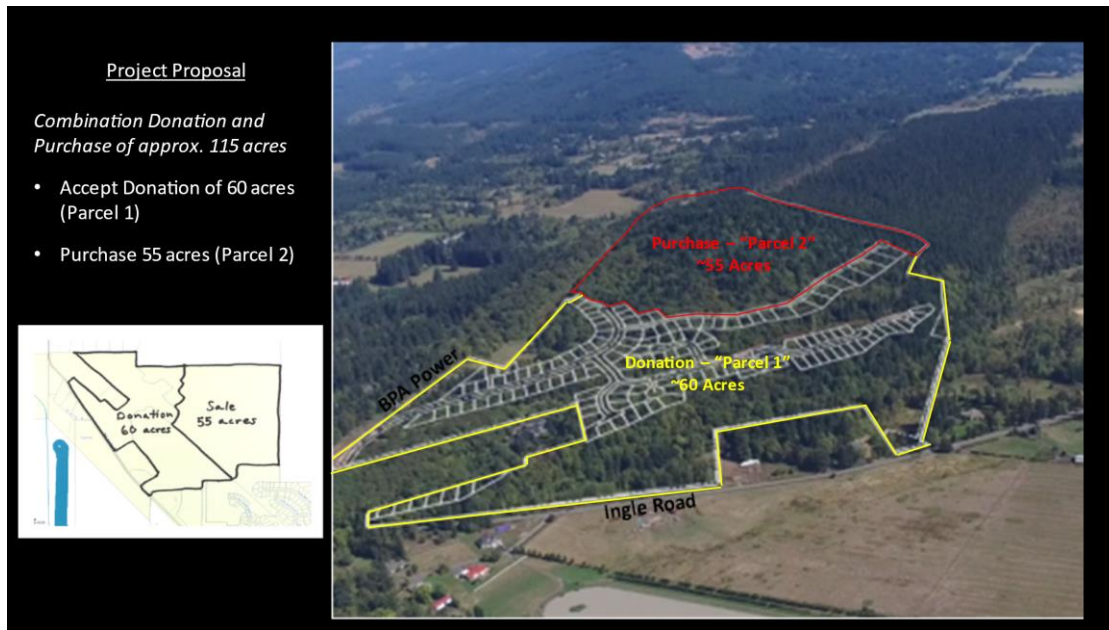 Project Proposal
Combination Donation and
Purchase of approx. 115 acres
• Accept Donation of 60 acres
(Parcel 1)
• Purchase 55 acres (Parcel 2)
Donation
60 acres
Sale
55 acres
Purchase – “Parcel 2”
~55 Acres
Donation – “Parcel 1”
~60 Acres
BPA Power
Ingle Road